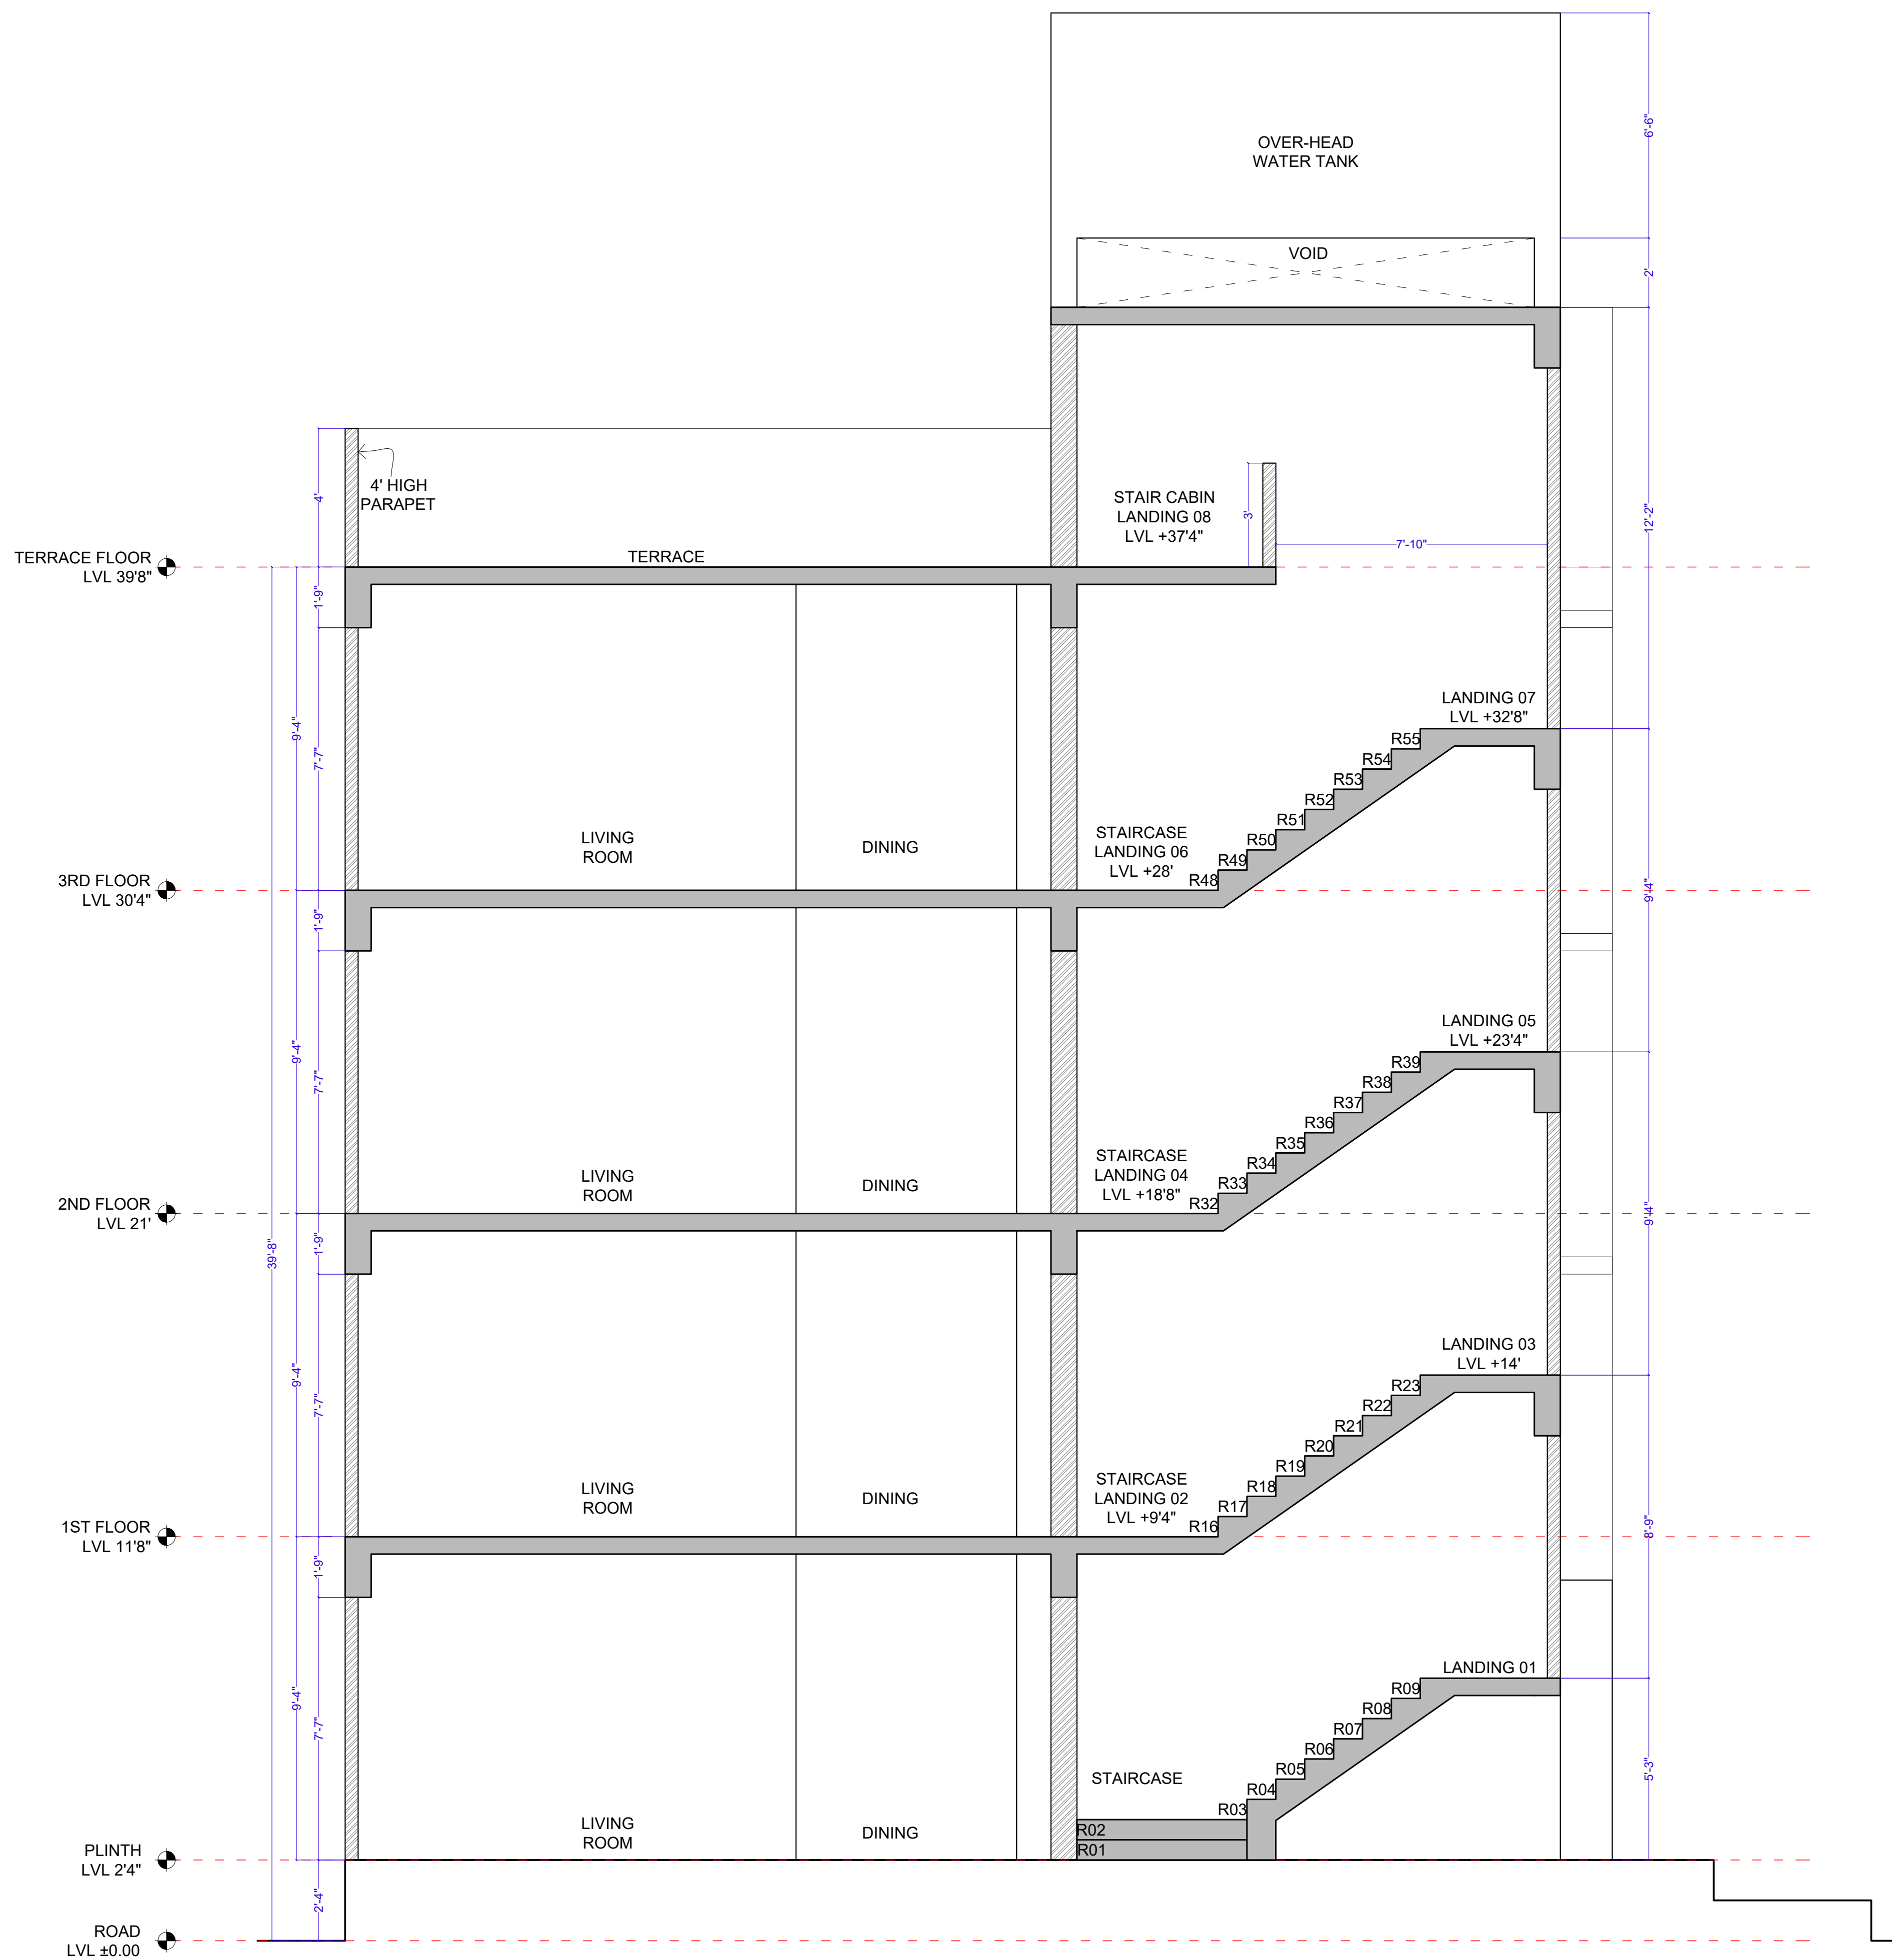 OVER-HEAD
WATER TANK
6'-6"
VOID
2'
4' HIGH
PARAPET
4'
STAIR CABIN
LANDING 08
LVL +37'4"
3'
7'-10"
12'-2"
TERRACE FLOOR
LVL 39'8"
TERRACE
1'-9"
9'-4"
7'-7"
LANDING 07
LVL +32'8"
R55
R54
R53
R52
R51
R50
R49
R48
LIVING
ROOM
DINING
STAIRCASE
LANDING 06
LVL +28'
3RD FLOOR
LVL 30'4"
9'-4"
1'-9"
9'-4"
7'-7"
LANDING 05
LVL +23'4"
R39
R38
R37
R36
R35
R34
R33
R32
LIVING
ROOM
DINING
STAIRCASE
LANDING 04
LVL +18'8"
2ND FLOOR
LVL 21'
9'-4"
39'-8"
1'-9"
9'-4"
7'-7"
LANDING 03
LVL +14'
R23
R22
R21
R20
R19
R18
R17
R16
LIVING
ROOM
DINING
STAIRCASE
LANDING 02
LVL +9'4"
1ST FLOOR
LVL 11'8"
8'-9"
1'-9"
9'-4"
7'-7"
LANDING 01
R09
R08
R07
R06
R05
R04
R03
R02
R01
STAIRCASE
5'-3"
LIVING
ROOM
DINING
PLINTH
LVL 2'4"
2'-4"
ROAD
LVL ±0.00